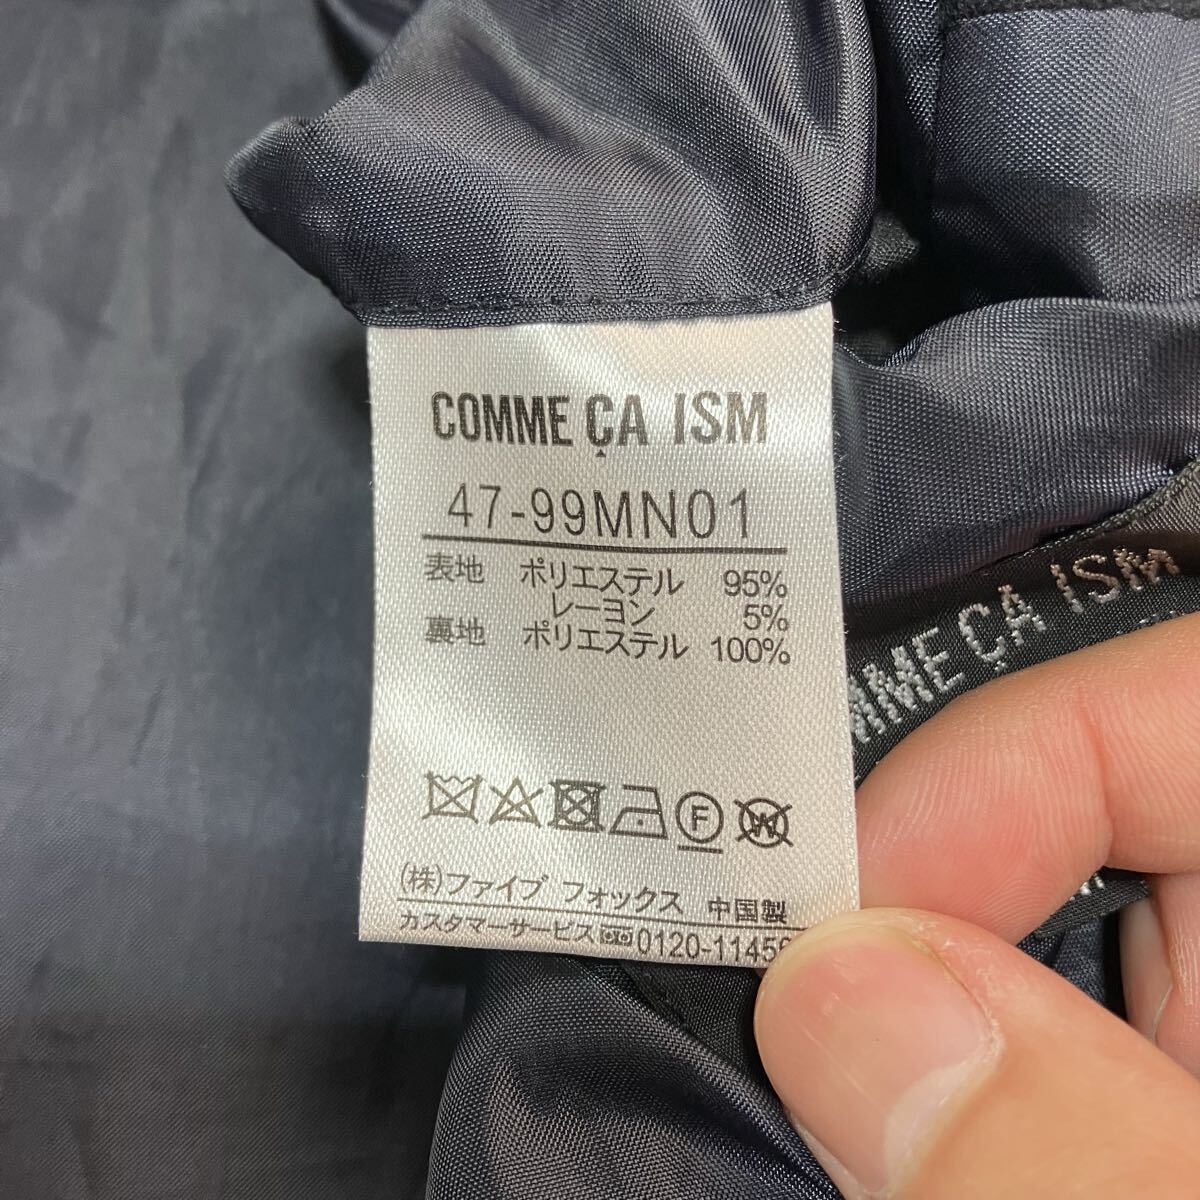 COMME ÇA ISM
47-99MN01
表地 ポリエステル 95%
レーヨン 5%
裏地 ポリエステル 100%
F
W
(株)ファイブ フォックス 中国製
カスタマーサービス 0120-11456
MME ÇA ISM